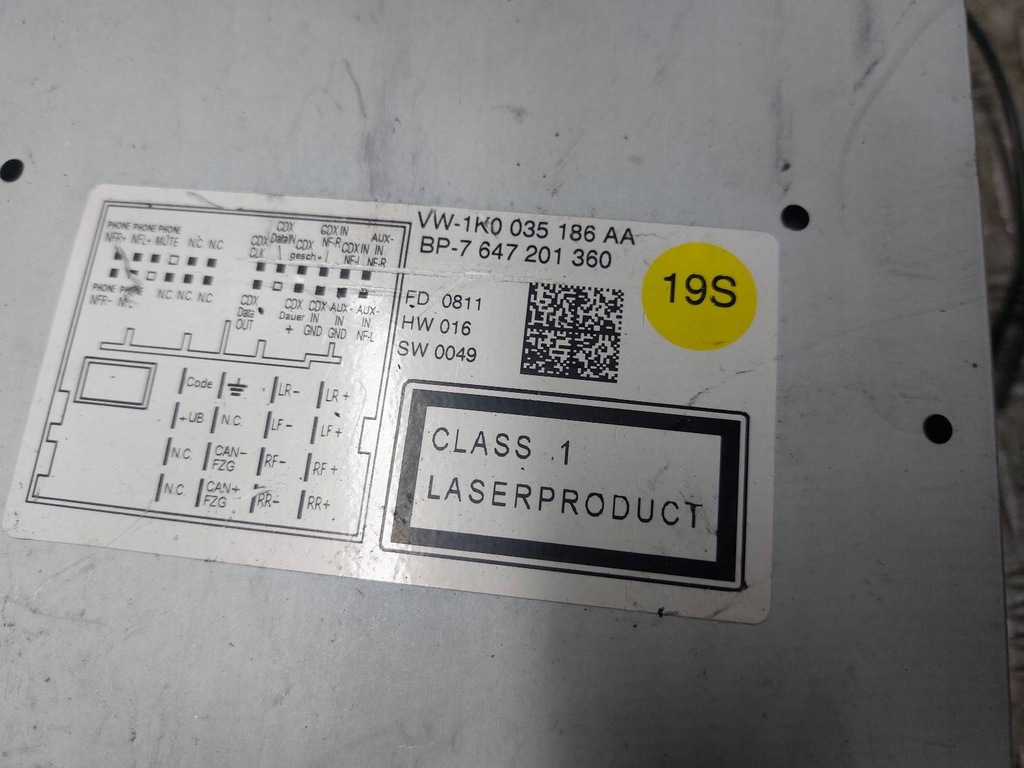 VW-1K0 035 186 AA
BP-7 647 201 360
FD 0811
HW 016
SW 0049
19S
CLASS 1
LASERPRODUCT
PHONE PHONE PHONE
NFR+ NFL+ MUTE N.C N.C
PHONE PHONE
NFR- N.C N.C. N.C
CDX CLK
CDX DataIN
CDX gesch+
CDX IN NF-R
CDX IN NF-L
AUX-IN NF-R
CDX Data OUT
CDX Dauer +
CDX IN GND
AUX-IN GND
AUX-IN NF-L
Code LR- LR+
+UB N.C. LF- LF+
N.C. CAN-FZG RF- RF+
N.C. CAN+FZG RR- RR+